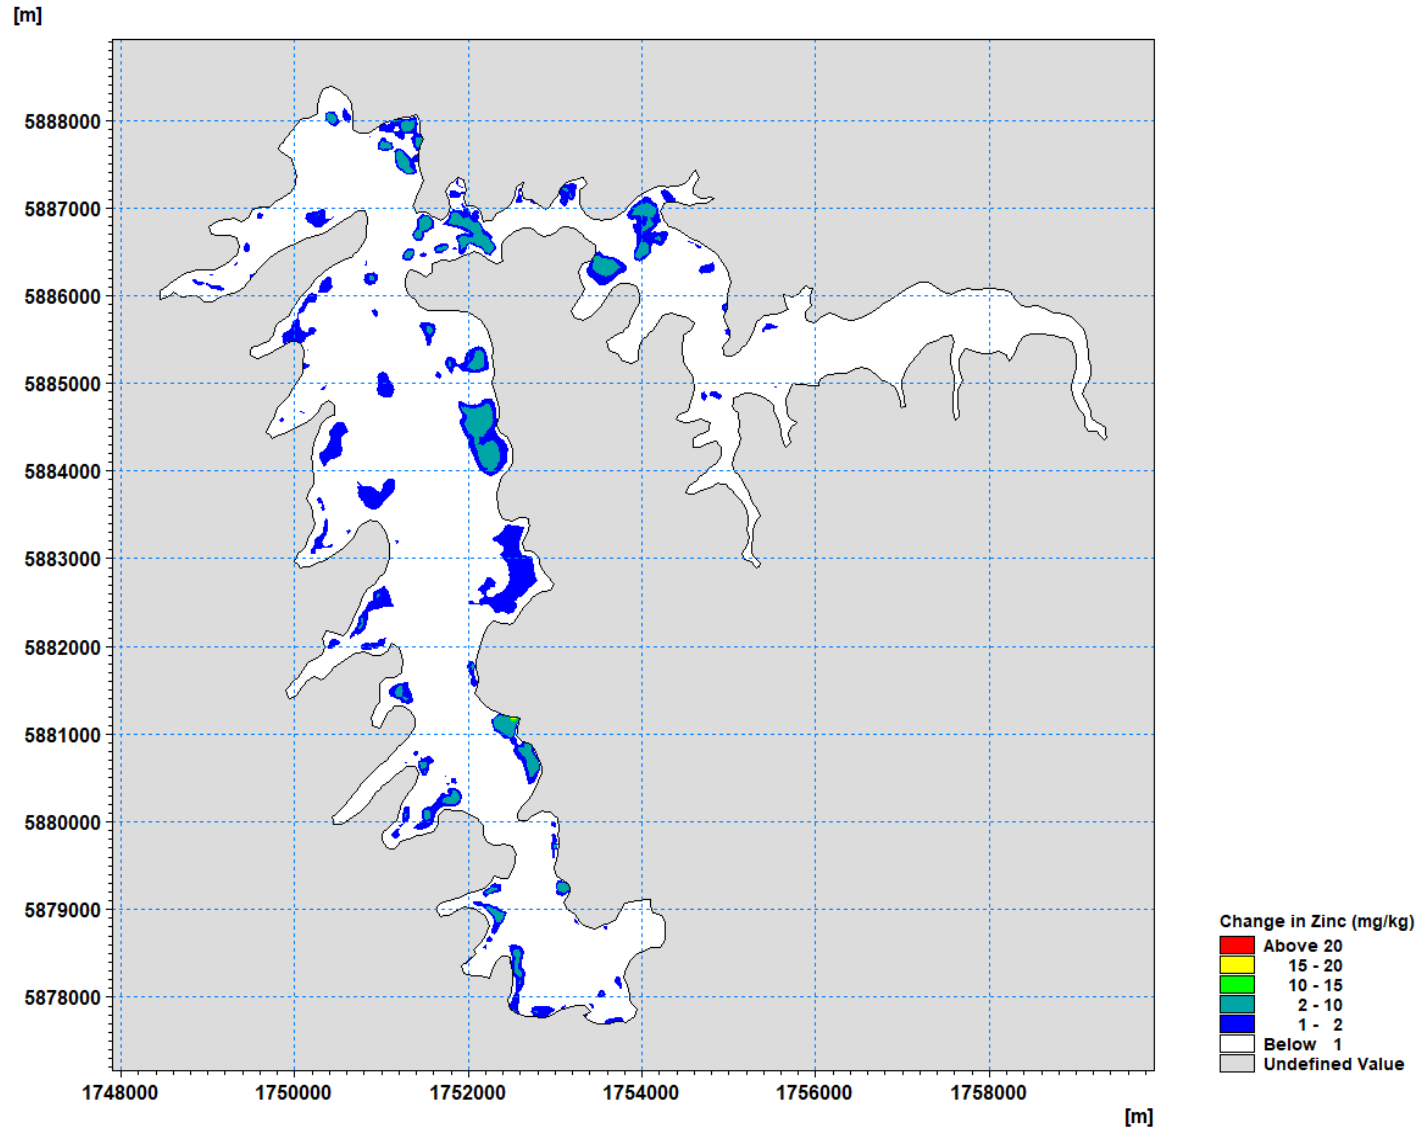 [m]
5888000
5887000
5886000
5885000
5884000
5883000
5882000
5881000
5880000
5879000
5878000
1748000 1750000 1752000 1754000 1756000 1758000
[m]
Change in Zinc (mg/kg)
Above 20
15 - 20
10 - 15
2 - 10
1 - 2
Below 1
Undefined Value